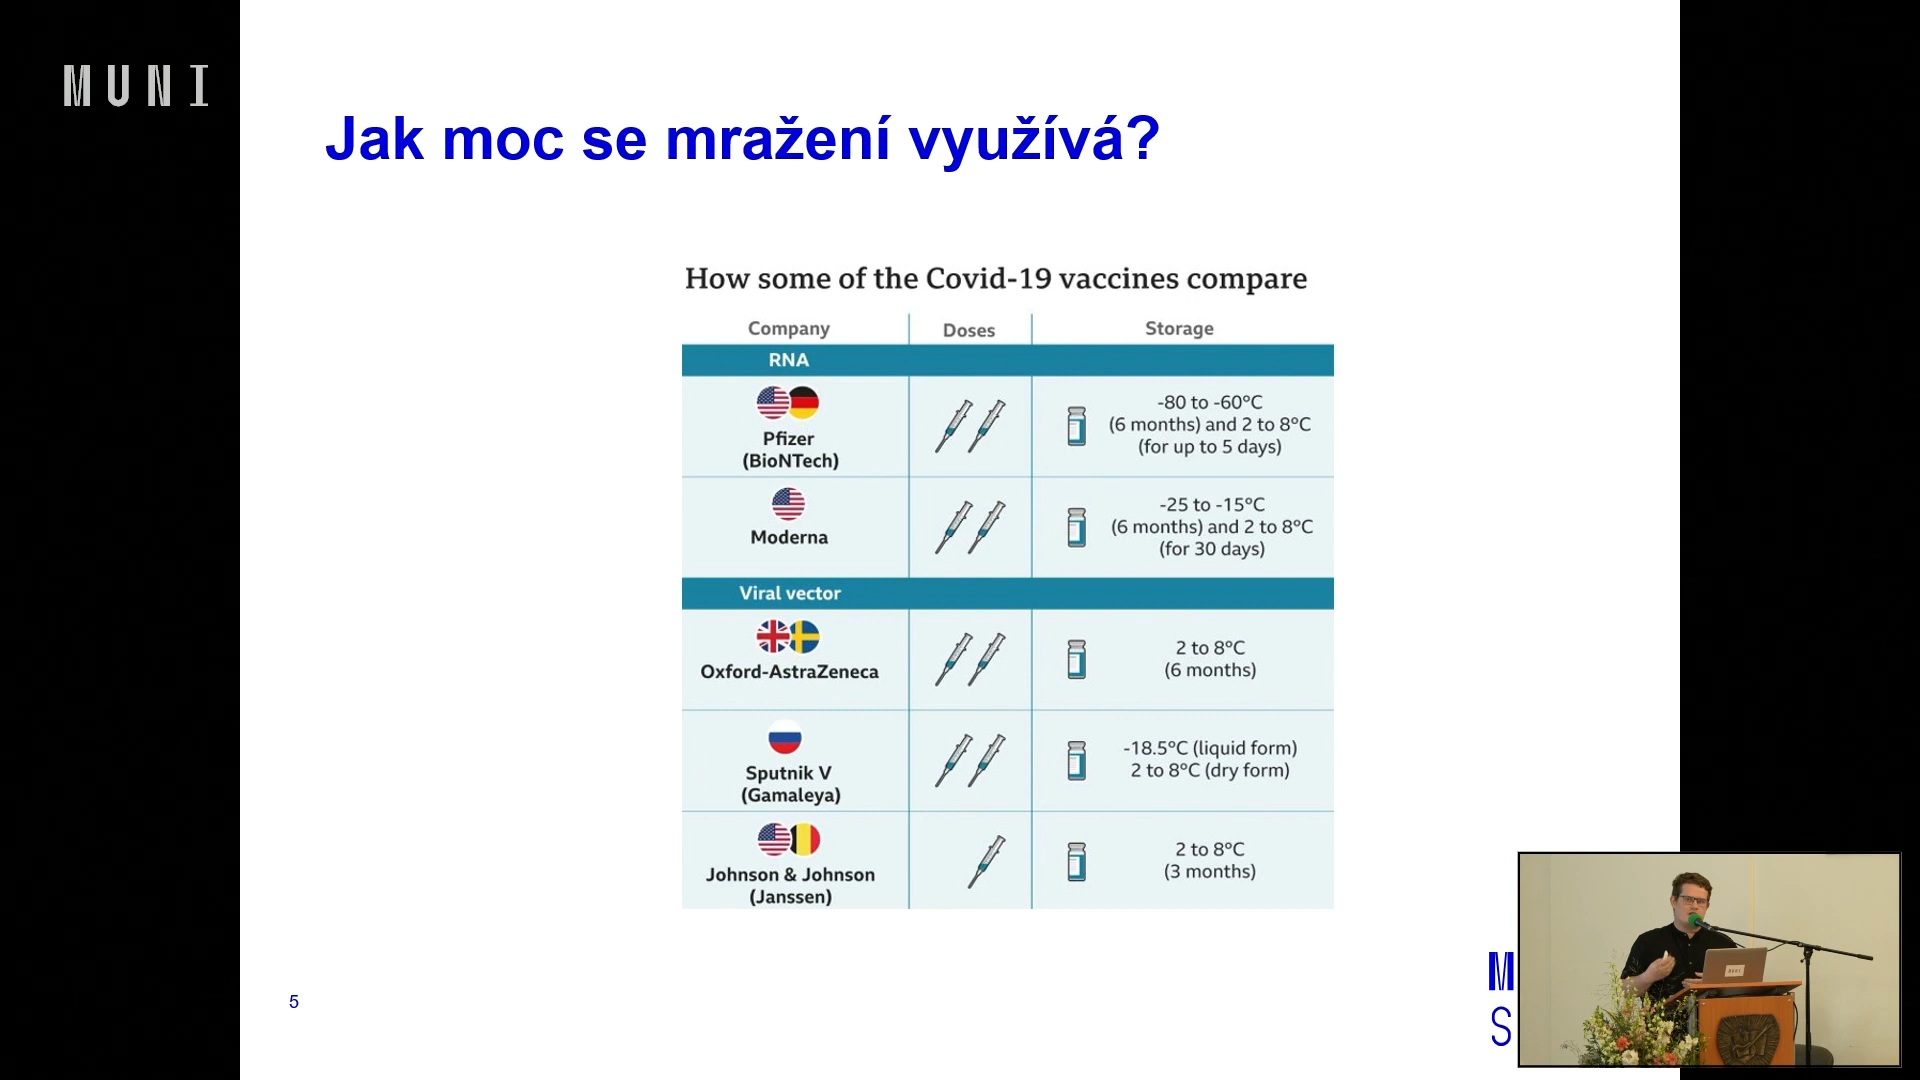 MUNI
Jak moc se mražení využívá?
How some of the Covid-19 vaccines compare
Company Doses Storage
RNA
Pfizer
(BioNTech)
-80 to -60°C
(6 months) and 2 to 8°C
(for up to 5 days)
Moderna
-25 to -15°C
(6 months) and 2 to 8°C
(for 30 days)
Viral vector
Oxford-AstraZeneca
2 to 8°C
(6 months)
Sputnik V
(Gamaleya)
-18.5°C (liquid form)
2 to 8°C (dry form)
Johnson & Johnson
(Janssen)
2 to 8°C
(3 months)
5
M
S
MUNI